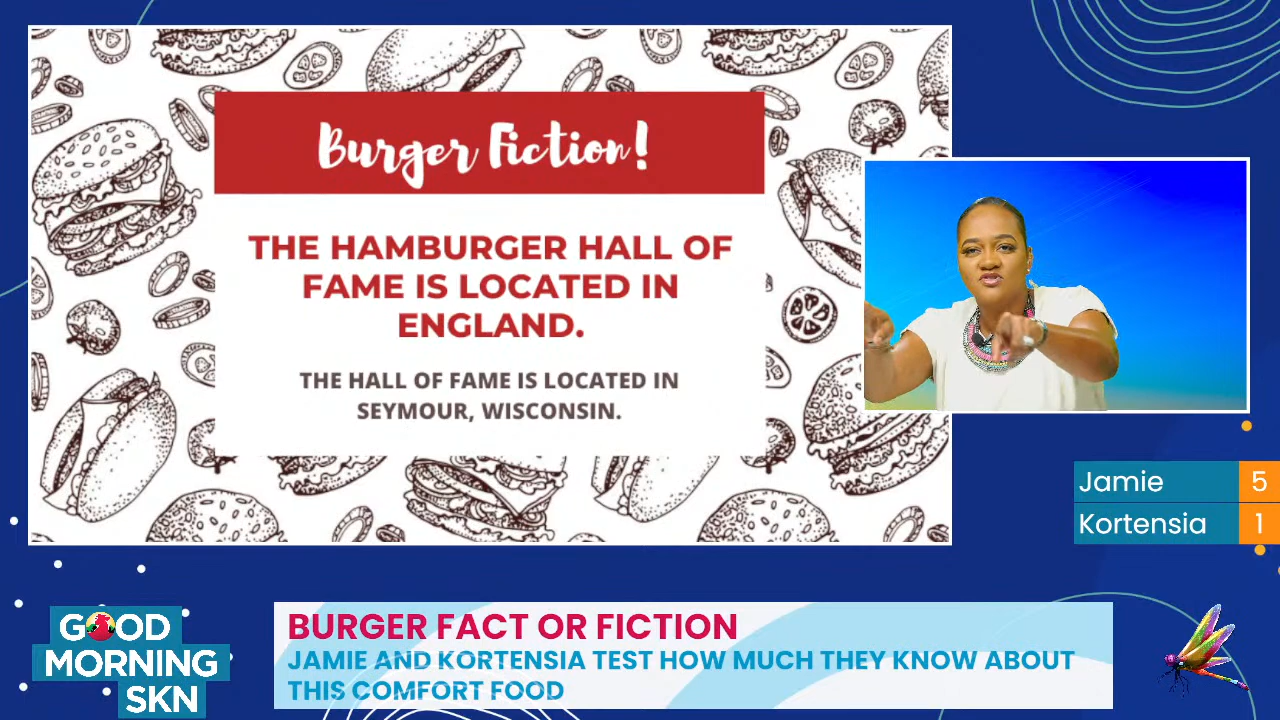 Burger Fiction!
THE HAMBURGER HALL OF
FAME IS LOCATED IN
ENGLAND.
THE HALL OF FAME IS LOCATED IN
SEYMOUR, WISCONSIN.
Jamie 5
Kortensia 1
GOOD
MORNING
SKN
BURGER FACT OR FICTION
JAMIE AND KORTENSIA TEST HOW MUCH THEY KNOW ABOUT
THIS COMFORT FOOD